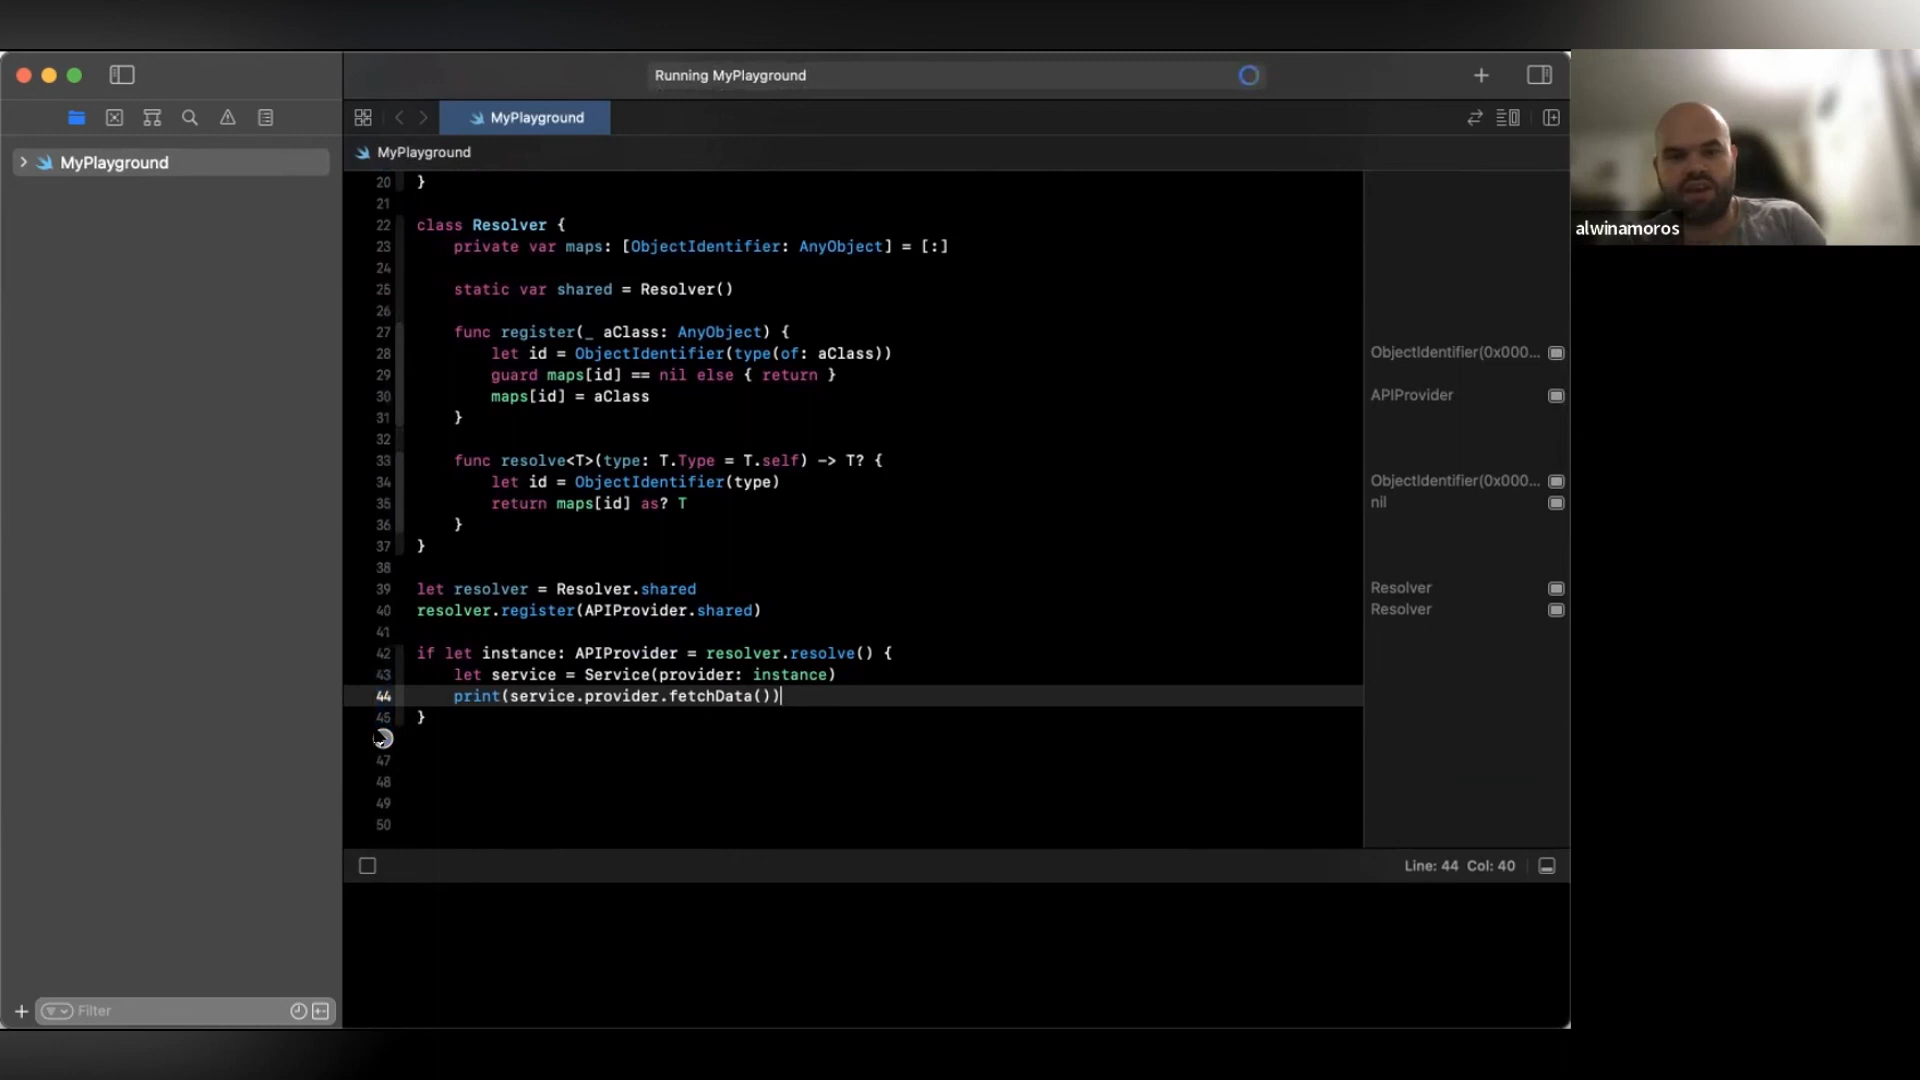 Running MyPlayground
MyPlayground
MyPlayground
MyPlayground
20 }
21
22 class Resolver {
23 private var maps: [ObjectIdentifier: AnyObject] = [:]
24
25 static var shared = Resolver()
26
27 func register(_ aClass: AnyObject) {
28 let id = ObjectIdentifier(type(of: aClass))
ObjectIdentifier(0x000...
29 guard maps[id] == nil else { return }
30 maps[id] = aClass
APIProvider
31 }
32
33 func resolve<T>(type: T.Type = T.self) -> T? {
34 let id = ObjectIdentifier(type)
ObjectIdentifier(0x000...
35 return maps[id] as? T
nil
36 }
37 }
38
39 let resolver = Resolver.shared
Resolver
40 resolver.register(APIProvider.shared)
Resolver
41
42 if let instance: APIProvider = resolver.resolve() {
43 let service = Service(provider: instance)
44 print(service.provider.fetchData())
45 }
47
48
49
50
Line: 44 Col: 40
Filter
alwinamoros